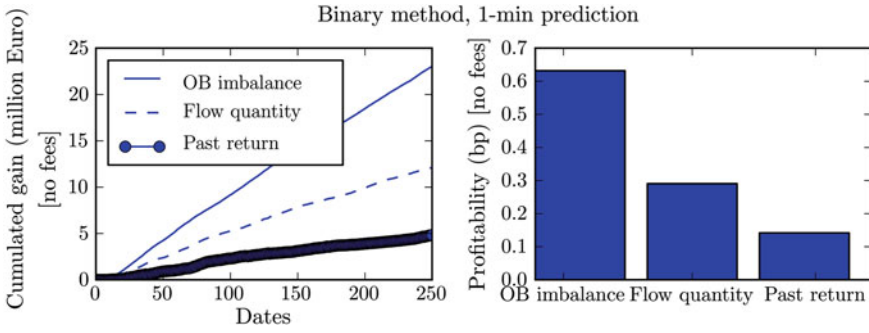 Binary method, 1-min prediction
Cumulated gain (million Euro)
[no fees]
25
20
15
10
5
0
OB imbalance
Flow quantity
Past return
0
50
100
150
200
250
Dates
Profitability (bp) [no fees]
0.7
0.6
0.5
0.4
0.3
0.2
0.1
0.0
OB imbalance Flow quantity Past return